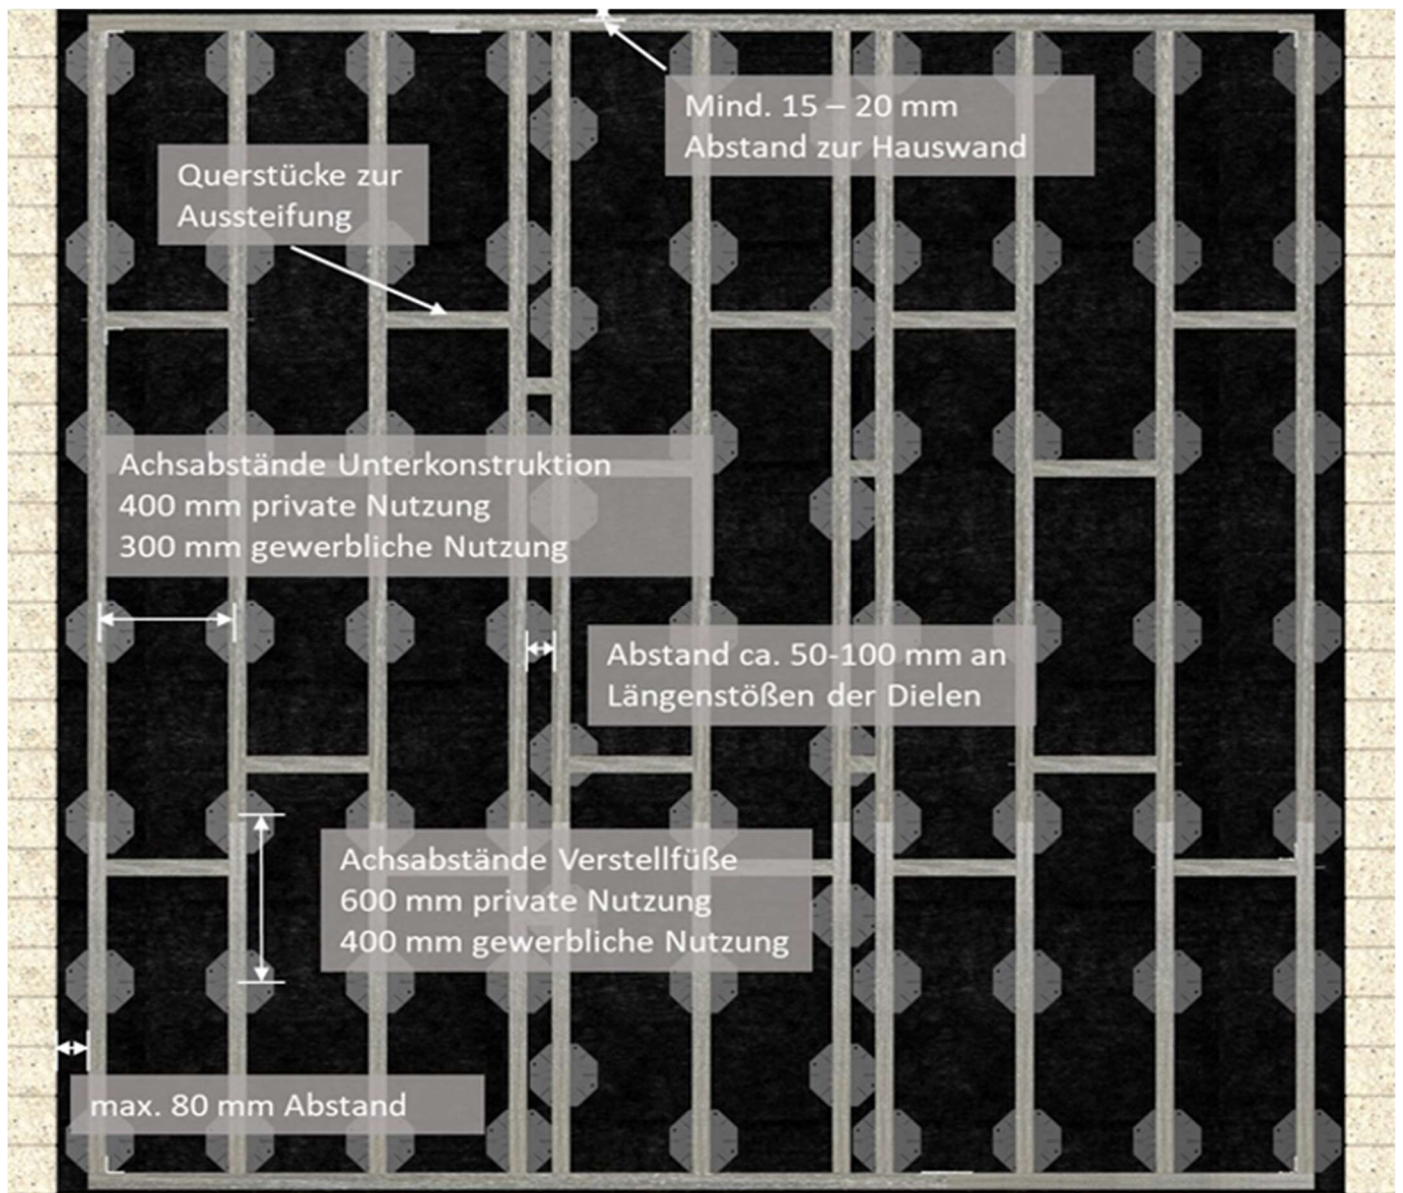 Mind. 15 – 20 mm
Abstand zur Hauswand
Querstücke zur
Aussteifung
Achsabstände Unterkonstruktion
400 mm private Nutzung
300 mm gewerbliche Nutzung
Abstand ca. 50-100 mm an
Längenstößen der Dielen
Achsabstände Verstellfüße
600 mm private Nutzung
400 mm gewerbliche Nutzung
max. 80 mm Abstand